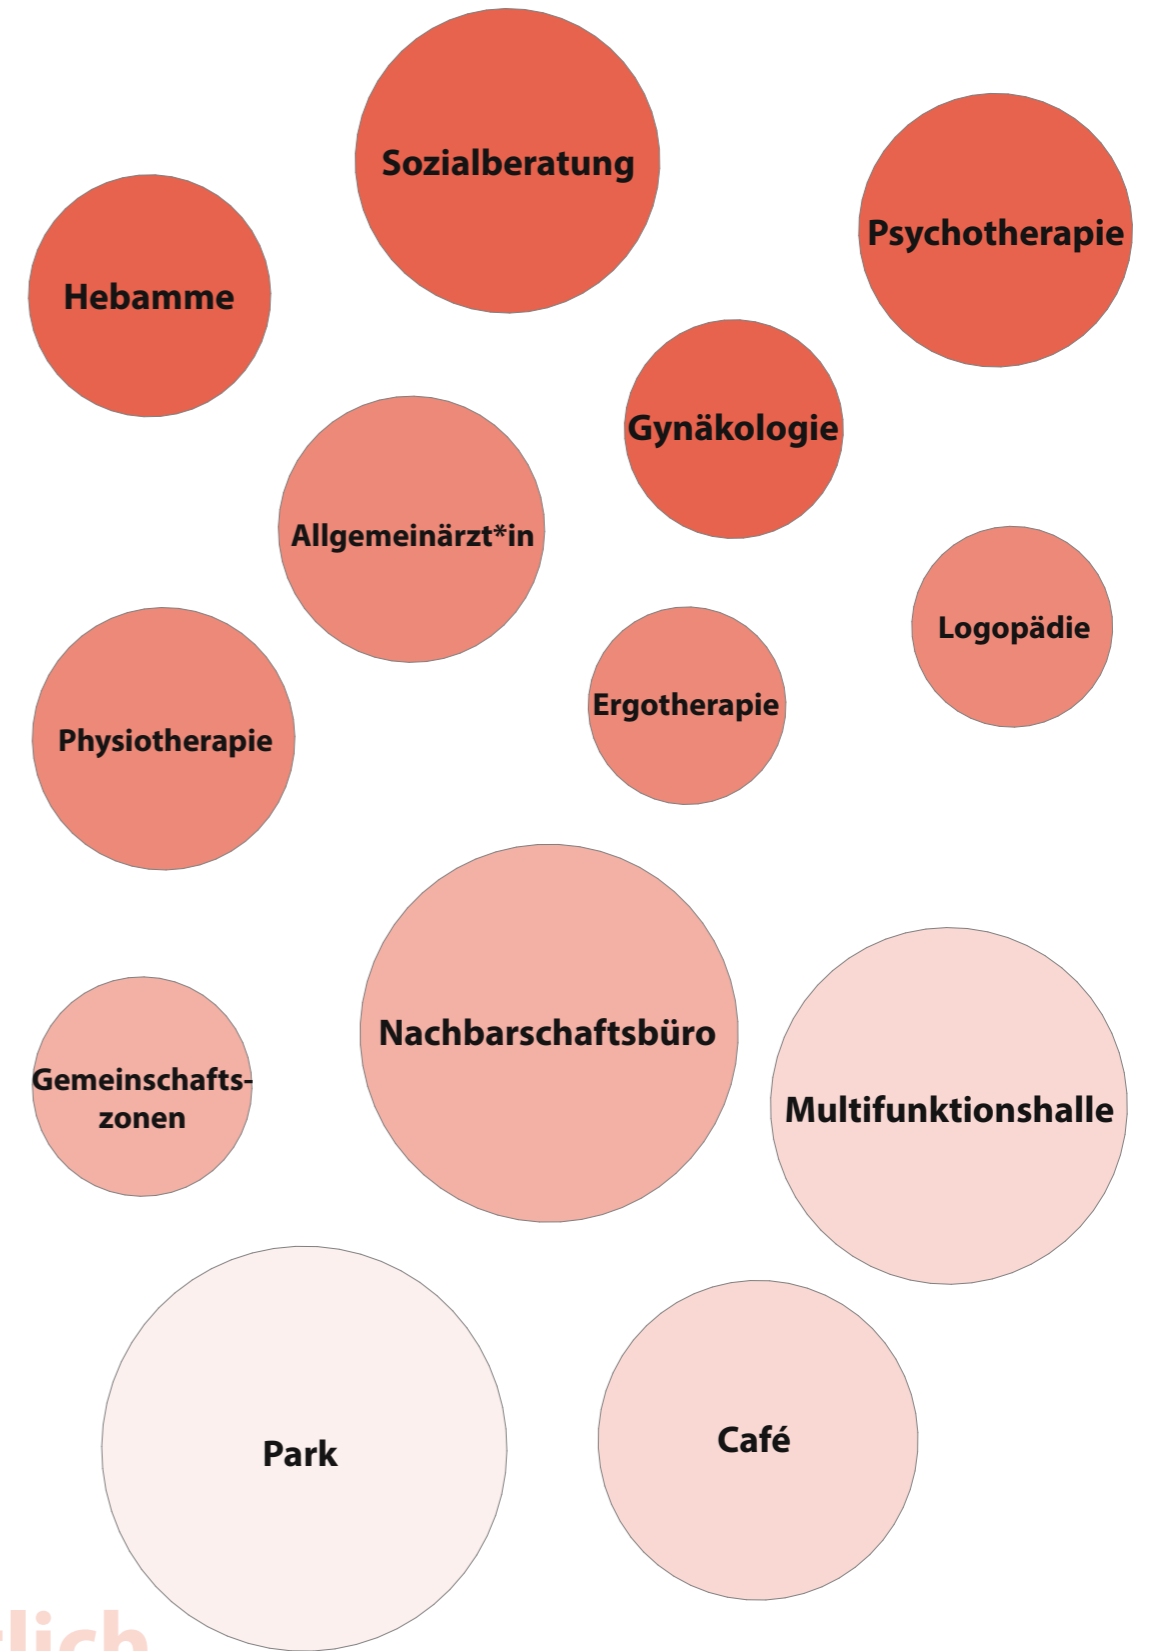 Sozialberatung
Psychotherapie
Hebamme
Gynäkologie
Allgemeinärzt*in
Logopädie
Ergotherapie
Physiotherapie
Nachbarschaftsbüro
Gemeinschafts-
zonen
Multifunktionshalle
Café
Park